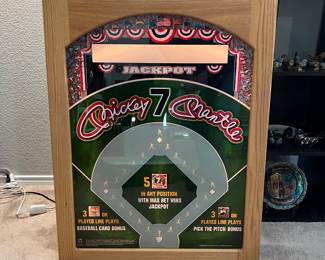 JACKPOT
Mickey 7 Mantle
5
IN ANY POSITION
WITH MAX BET WINS
JACKPOT
3 ON
PLAYED LINE PLAYS
BASEBALL CARD BONUS
3 ON
PLAYED LINE PLAYS
PICK THE PITCH BONUS